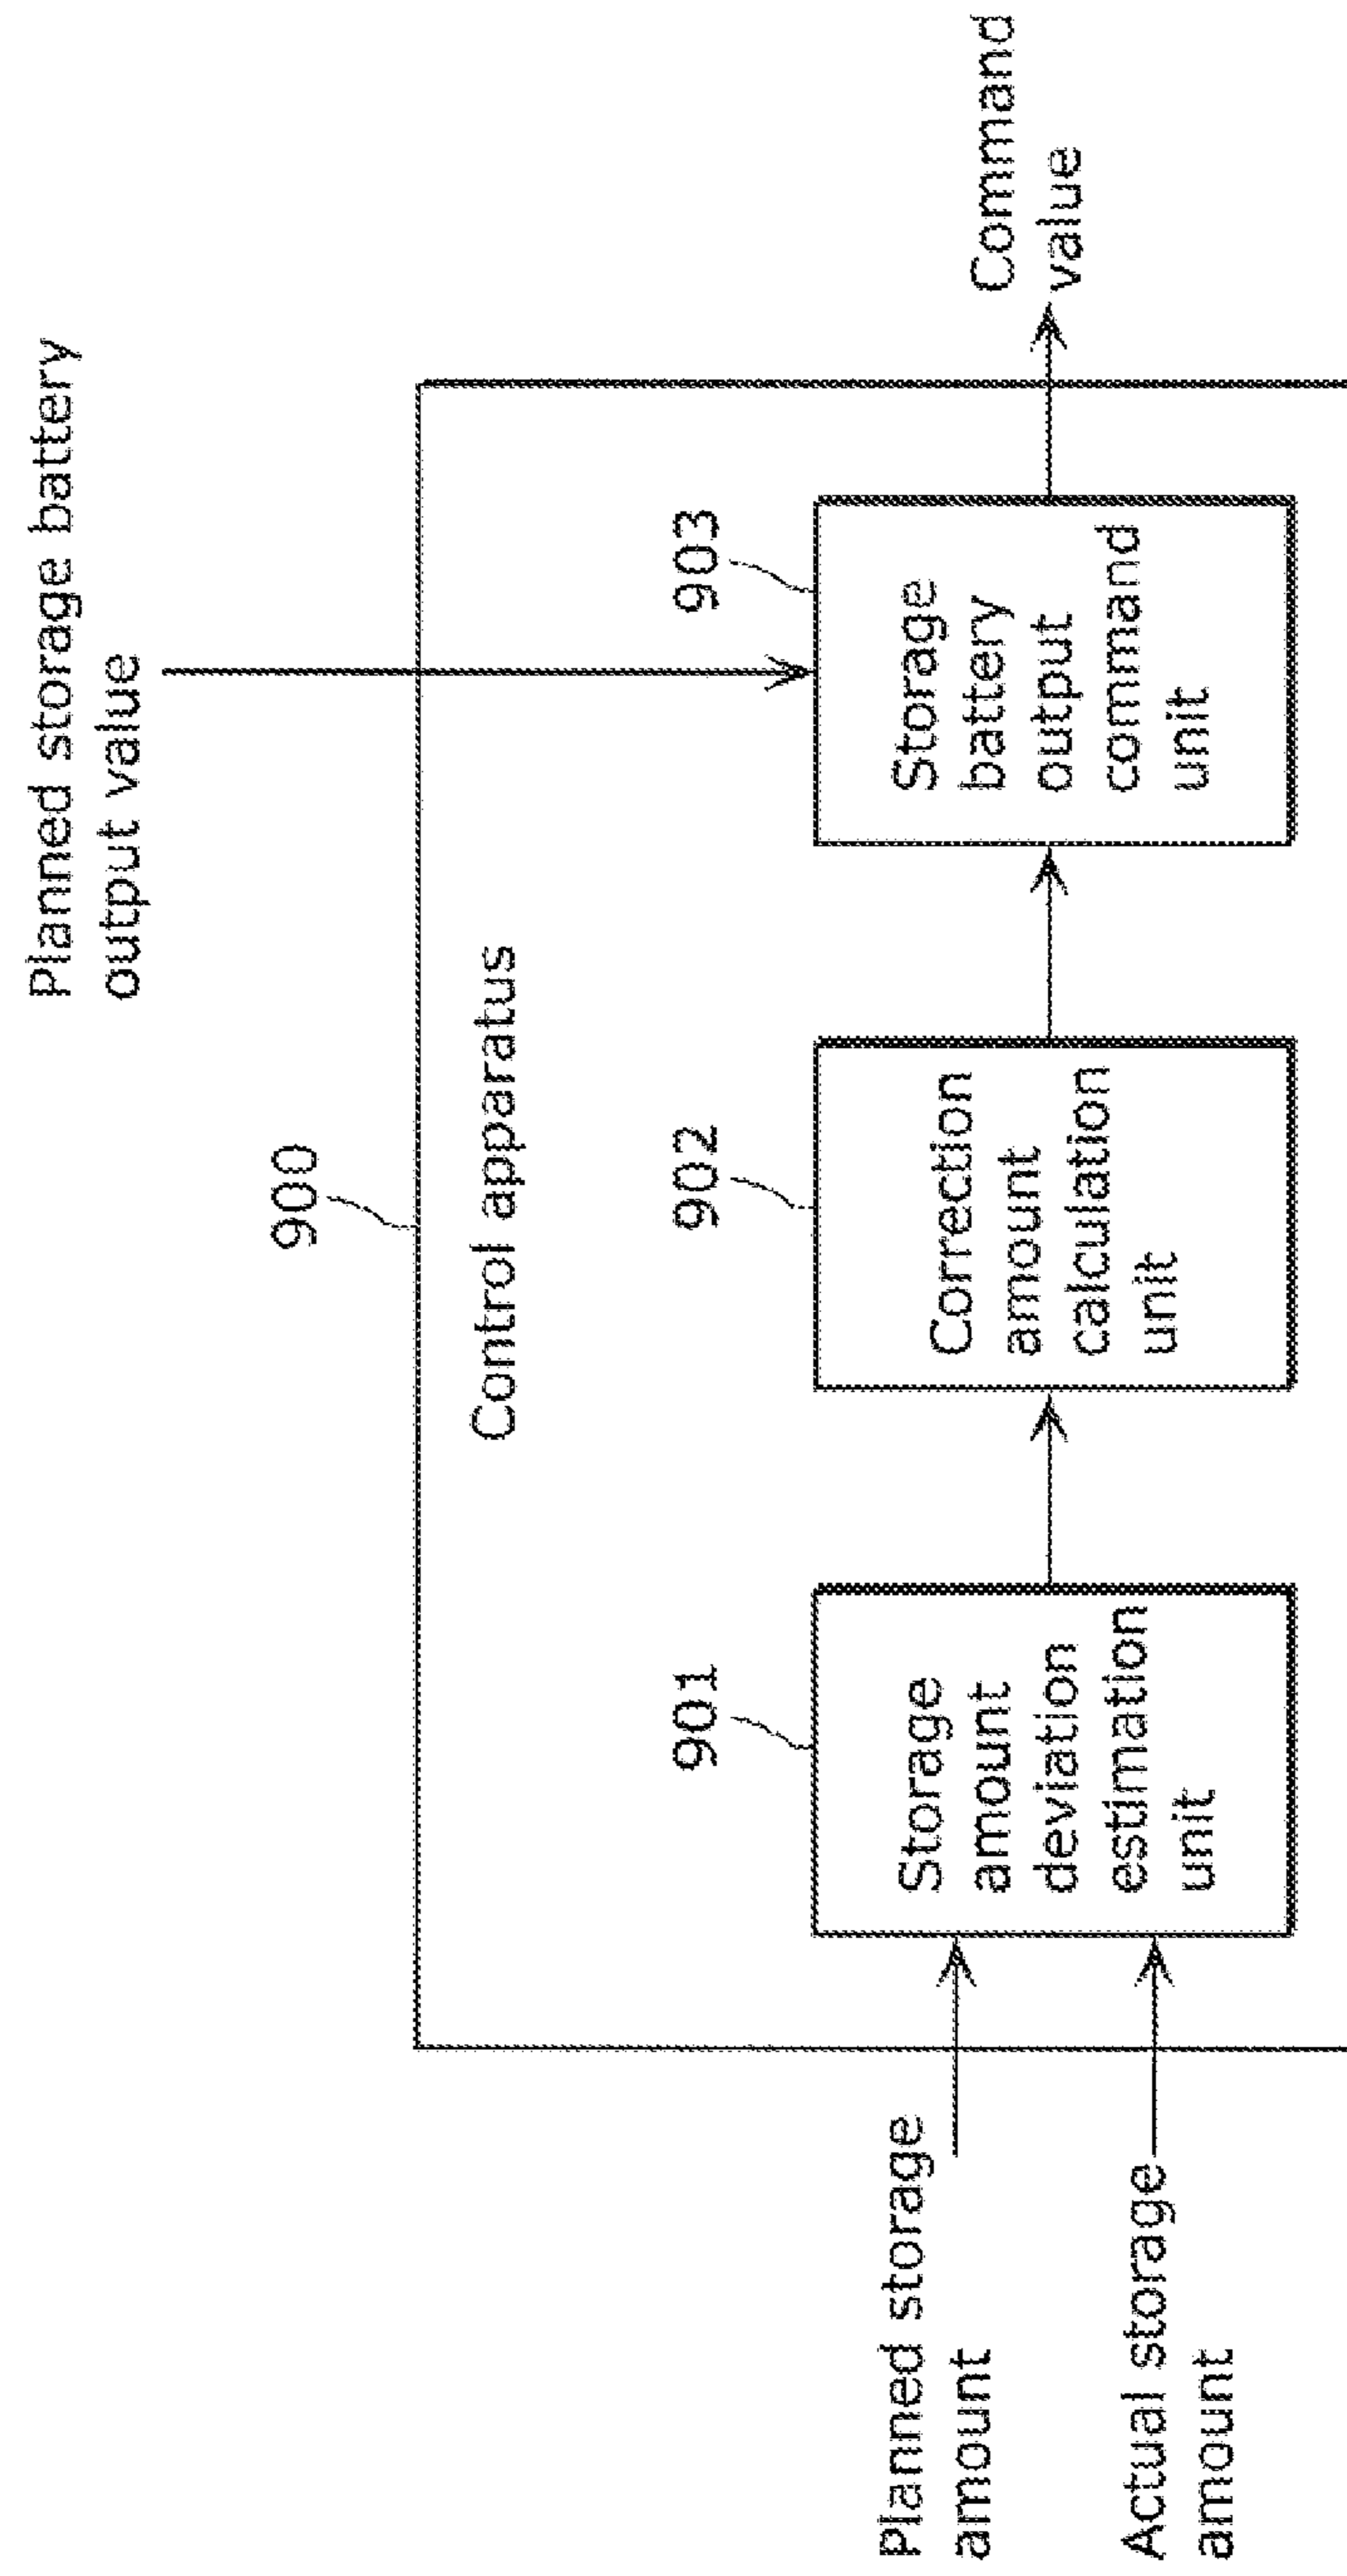 Planned storage battery
output value
900
Control apparatus
901
902
903
Planned storage
amount
Actual storage
amount
Storage
amount
deviation
estimation
unit
Correction
amount
calculation
unit
Storage
battery
output
command
unit
Command
value